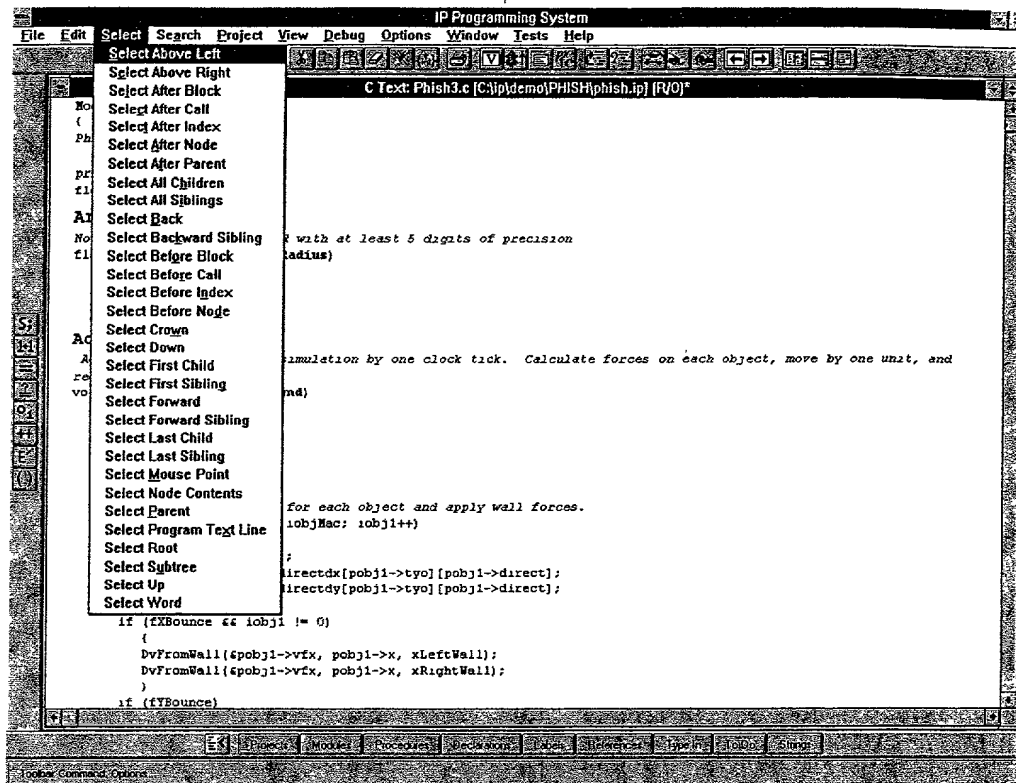 IP Programming System
File Edit Select Search Project View Debug Options Window Tests Help
Select Above Left
Select Above Right
C Text: Phish3.c [C:\ip\demo\PHISH\phish.ip] [R/O]*
Select After Block
Select After Call
{
Select After Index
Select After Node
Select After Parent
Select All Children
Select All Siblings
Select Back
Select Backward Sibling
with at least 5 digits of precision
Select Before Block
adius)
Select Before Call
Select Before Index
Select Before Node
Select Crown
Select Down
imulation by one clock tick. Calculate forces on each object, move by one unit, and
Select First Child
Select First Sibling
Select Forward
nd)
Select Forward Sibling
Select Last Child
Select Last Sibling
Select Mouse Point
Select Node Contents
Select Parent
for each object and apply wall forces.
Select Program Text Line
iobjMac; iobj1++)
Select Root
;
Select Subtree
irectdx[pobj1->tyo][pobj1->direct];
Select Up
irectdy[pobj1->tyo][pobj1->direct];
Select Word
if (fXBounce && iobj1 != 0)
{
DvFromWall(&pobj1->vfx, pobj1->x, xLeftWall);
DvFromWall(&pobj1->vfx, pobj1->x, xRightWall);
}
if (fYBounce)
Projects Modules Procedures Declarations Labels References Type In ToDo Strings
Toolbar Command Options